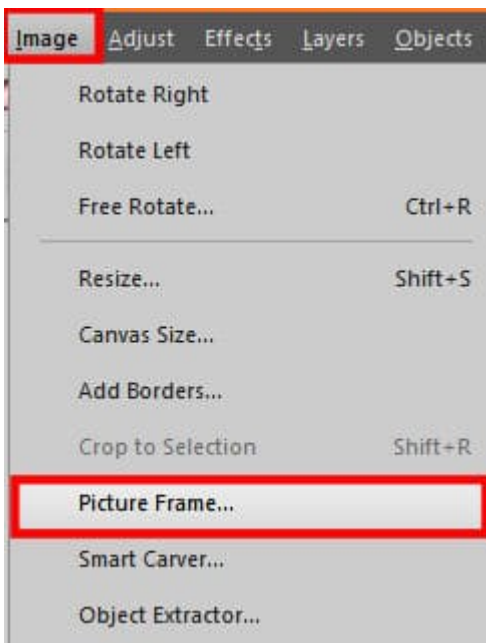 Image Adjust Effects Layers Objects
Rotate Right
Rotate Left
Free Rotate... Ctrl+R
Resize... Shift+S
Canvas Size...
Add Borders...
Crop to Selection Shift+R
Picture Frame...
Smart Carver...
Object Extractor...